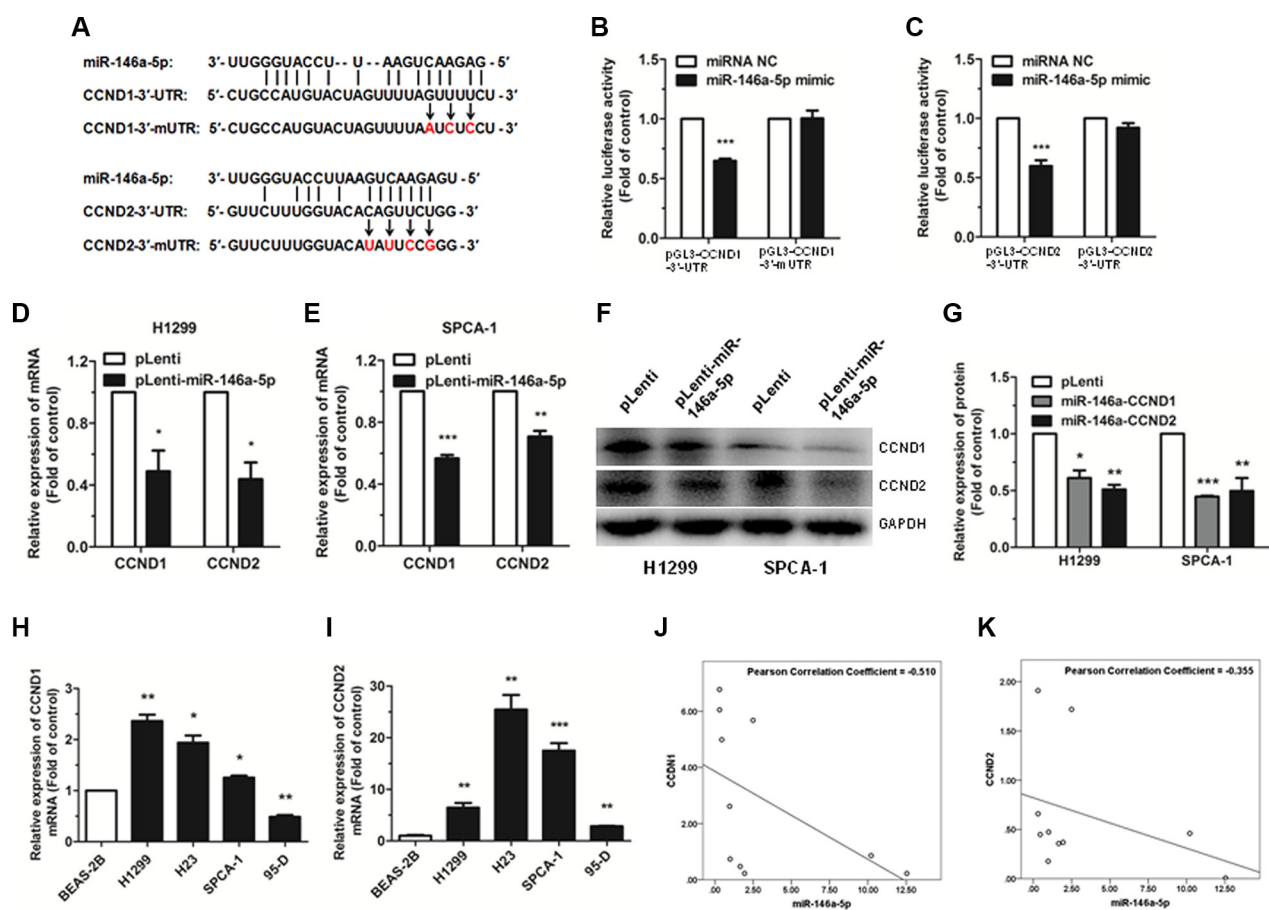 A
miR-146a-5p: 3′-UUGGGUACCU--U--AAGUCAAGAG-5′
CCND1-3′-UTR: 5′-CUGCCAUGUACUAGUUUUAGUUUUCU-3′
CCND1-3′-mUTR: 5′-CUGCCAUGUACUAGUUUUAAUCUCCU-3′
miR-146a-5p: 3′-UUGGGUACCUUAAGUCAAGAGU-5′
CCND2-3′-UTR: 5′-GUUCUUUGGUACACAGUUCUGG-3′
CCND2-3′-mUTR: 5′-GUUCUUUGGUACAUAUUCCGGG-3′
B
Relative luciferase activity
(Fold of control)
1.5
1.0
0.5
0.0
miRNA NC
miR-146a-5p mimic
***
pGL3-CCND1
-3′-UTR
pGL3-CCND1
-3′-mUTR
C
Relative luciferase activity
(Fold of control)
1.5
1.0
0.5
0.0
miRNA NC
miR-146a-5p mimic
***
pGL3-CCND2
-3′-UTR
pGL3-CCND2
-3′-UTR
D
H1299
Relative expression of mRNA
(Fold of control)
1.2
0.8
0.4
0.0
pLenti
pLenti-miR-146a-5p
*
*
CCND1
CCND2
E
SPCA-1
Relative expression of mRNA
(Fold of control)
1.2
0.8
0.4
0.0
pLenti
pLenti-miR-146a-5p
***
**
CCND1
CCND2
F
pLenti
pLenti-miR-
146a-5p
pLenti
pLenti-miR-
146a-5p
CCND1
CCND2
GAPDH
H1299
SPCA-1
G
Relative expression of protein
(Fold of control)
1.5
1.0
0.5
0.0
pLenti
miR-146a-CCND1
miR-146a-CCND2
*
**
***
**
H1299
SPCA-1
H
Relative expression of CCND1
mRNA (Fold of control)
3
2
1
0
**
*
*
**
BEAS-2B
H1299
H23
SPCA-1
95-D
I
Relative expression of CCND2
mRNA (Fold of control)
30
20
10
0
**
**
***
**
BEAS-2B
H1299
H23
SPCA-1
95-D
J
Pearson Correlation Coefficient = -0.510
CCDN1
6.00
4.00
2.00
.00
.00 2.50 5.00 7.50 10.00 12.50
miR-146a-5p
K
Pearson Correlation Coefficient = -0.355
CCND2
2.00
1.50
1.00
.50
.00
.00 2.50 5.00 7.50 10.00 12.50
miR-146a-5p